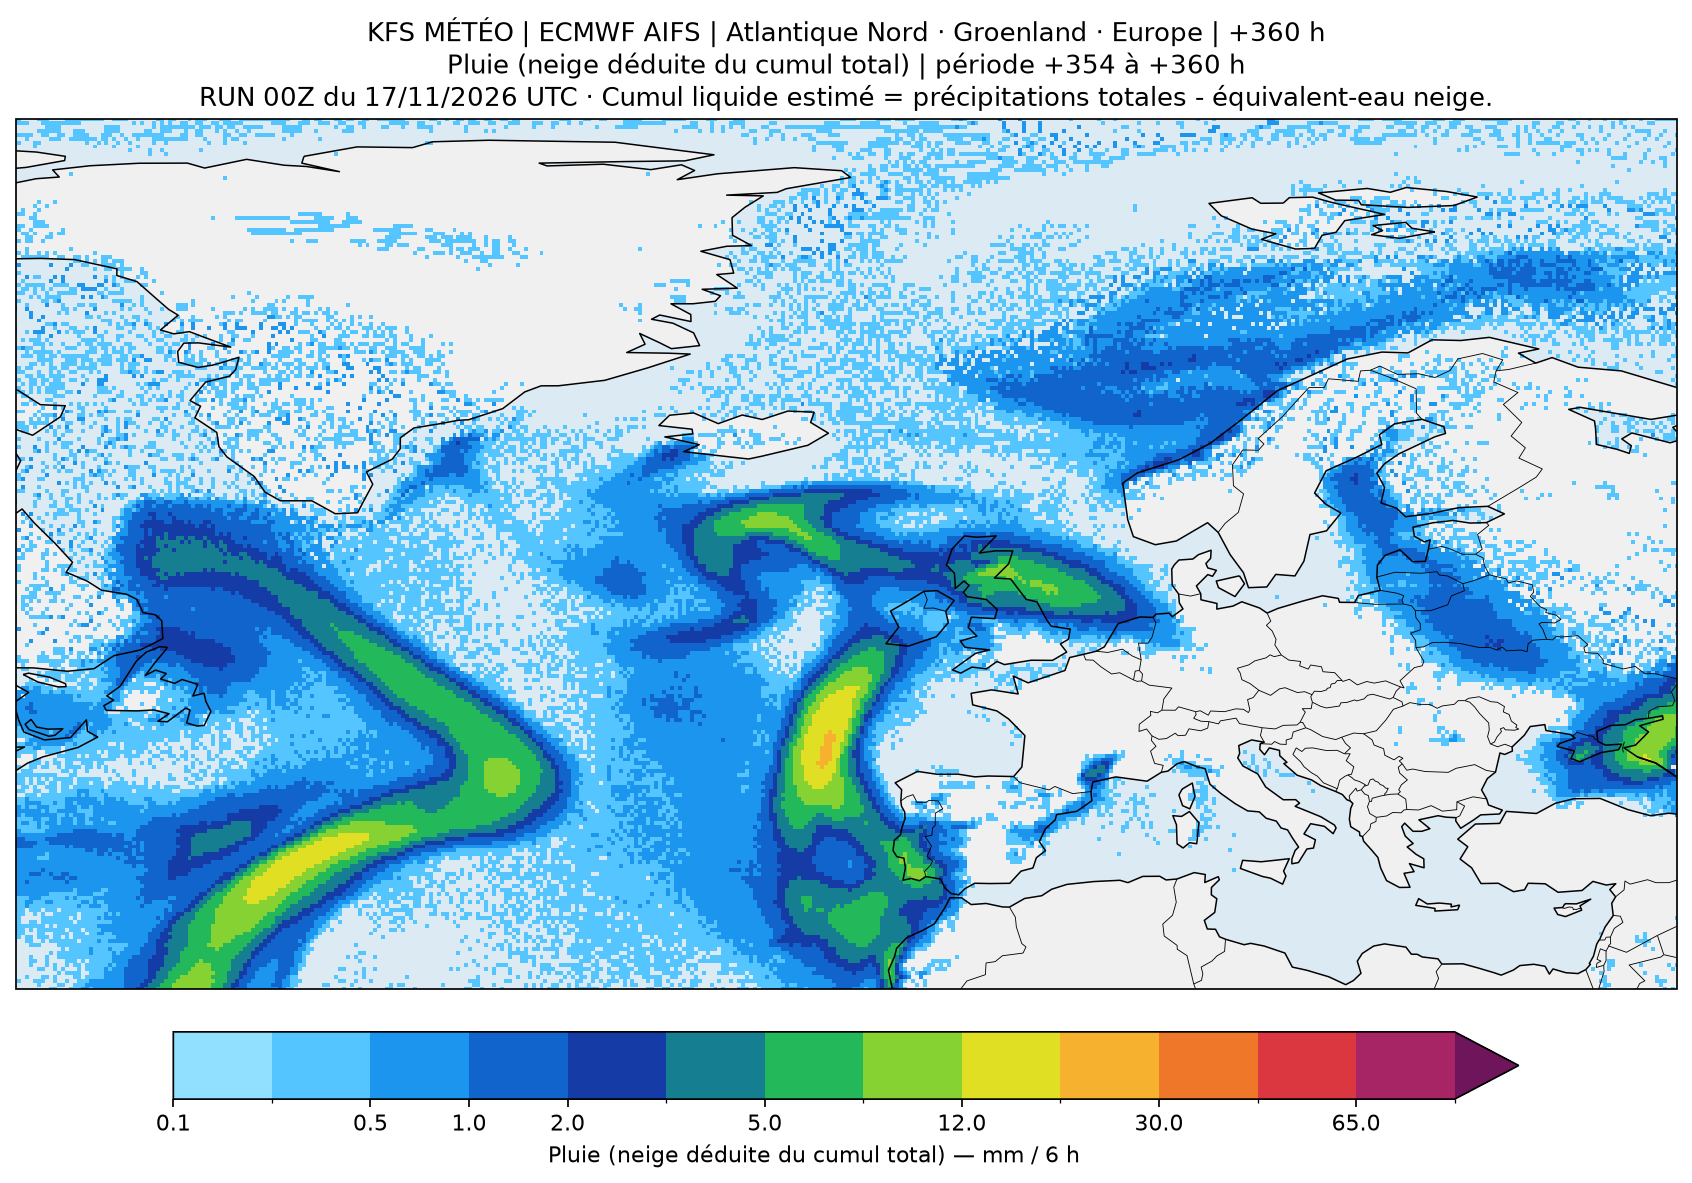 KFS MÉTÉO | ECMWF AIFS | Atlantique Nord · Groenland · Europe | +360 h
Pluie (neige déduite du cumul total) | période +354 à +360 h
RUN 00Z du 17/11/2026 UTC · Cumul liquide estimé = précipitations totales - équivalent-eau neige.
0.1 0.5 1.0 2.0 5.0 12.0 30.0 65.0
Pluie (neige déduite du cumul total) — mm / 6 h